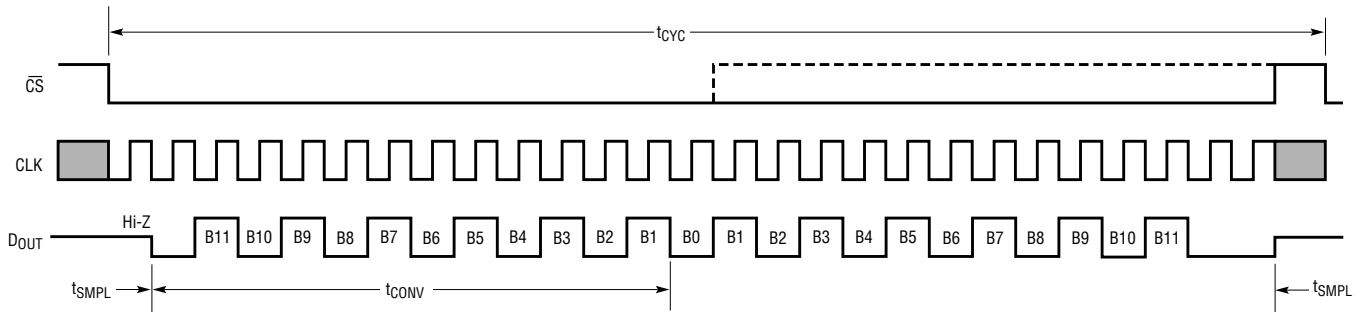 tCYC
CS
CLK
Hi-Z
DOUT
B11 B10 B9 B8 B7 B6 B5 B4 B3 B2 B1 B0 B1 B2 B3 B4 B5 B6 B7 B8 B9 B10 B11
tSMPL tCONV tSMPL